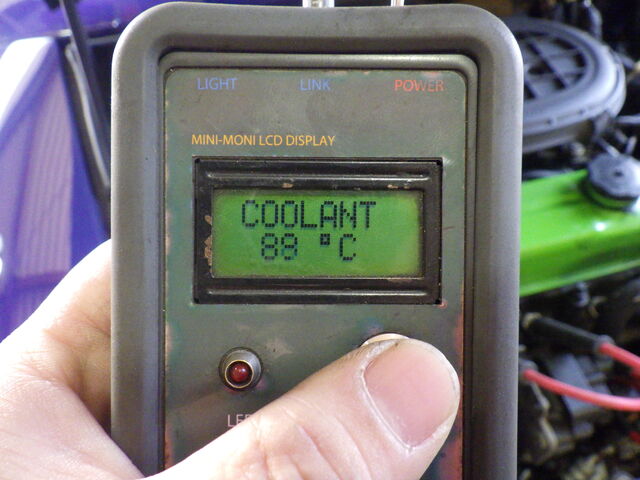 LIGHT LINK POWER
MINI-MONI LCD DISPLAY
COOLANT
88 °C